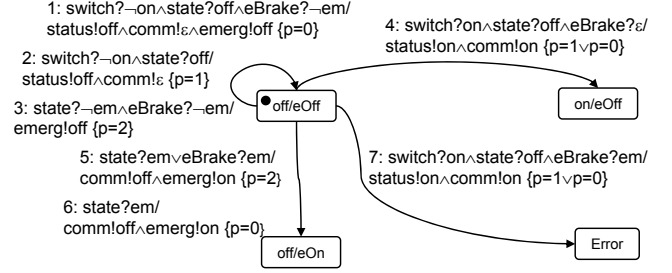 1: switch?¬on∧state?off∧eBrake?¬em/
status!off∧comm!ε∧emerg!off {p=0}
2: switch?¬on∧state?off/
status!off∧comm!ε {p=1}
3: state?¬em∧eBrake?¬em/
emerg!off {p=2}
4: switch?on∧state?off∧eBrake?ε/
status!on∧comm!on {p=1∨p=0}
off/eOff
on/eOff
5: state?em∨eBrake?em/
comm!off∧emerg!on {p=2}
7: switch?on∧state?off∧eBrake?em/
status!on∧comm!on {p=1∨p=0}
6: state?em/
comm!off∧emerg!on {p=0}
off/eOn
Error